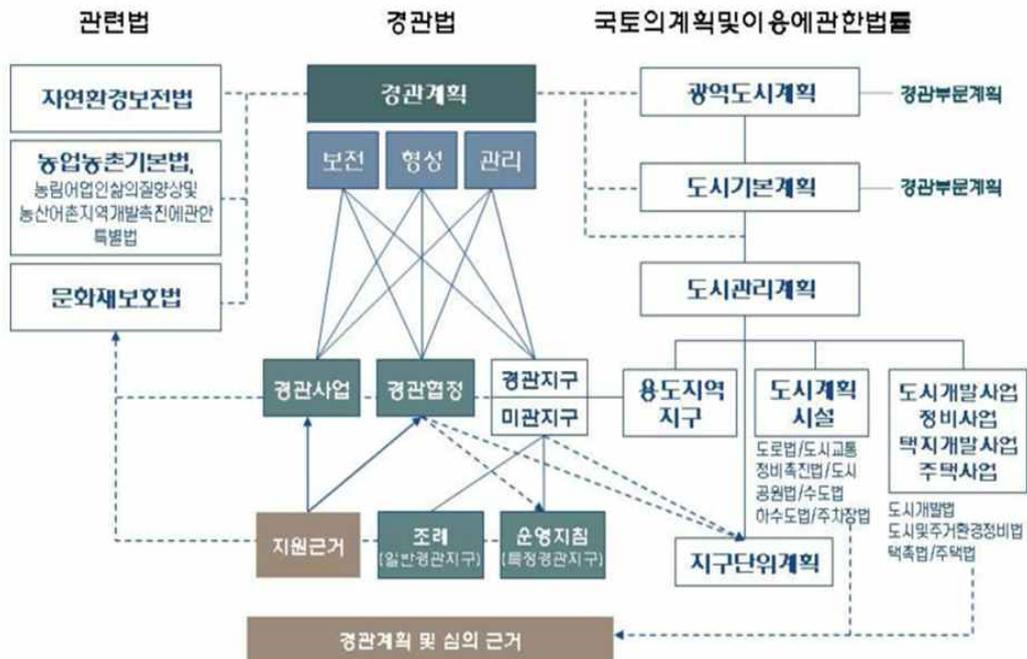 관련법
경관법
국토의계획및이용에관한법률
자연환경보전법
농업농촌기본법,
농림어업인삶의질향상및
농산어촌지역개발촉진에관한
특별법
문화재보호법
경관계획
보전
형성
관리
광역도시계획
경관부문계획
도시기본계획
경관부문계획
도시관리계획
경관사업
경관협정
경관지구
미관지구
용도지역
지구
도시계획
시설
도로법/도시교통
정비촉진법/도시
공원법/수도법
하수도법/주차장법
도시개발사업
정비사업
택지개발사업
주택사업
도시개발법
도시및주거환경정비법
택촉법/주택법
지원근거
조례
(일반경관지구)
운영지침
(특정경관지구)
지구단위계획
경관계획 및 심의 근거